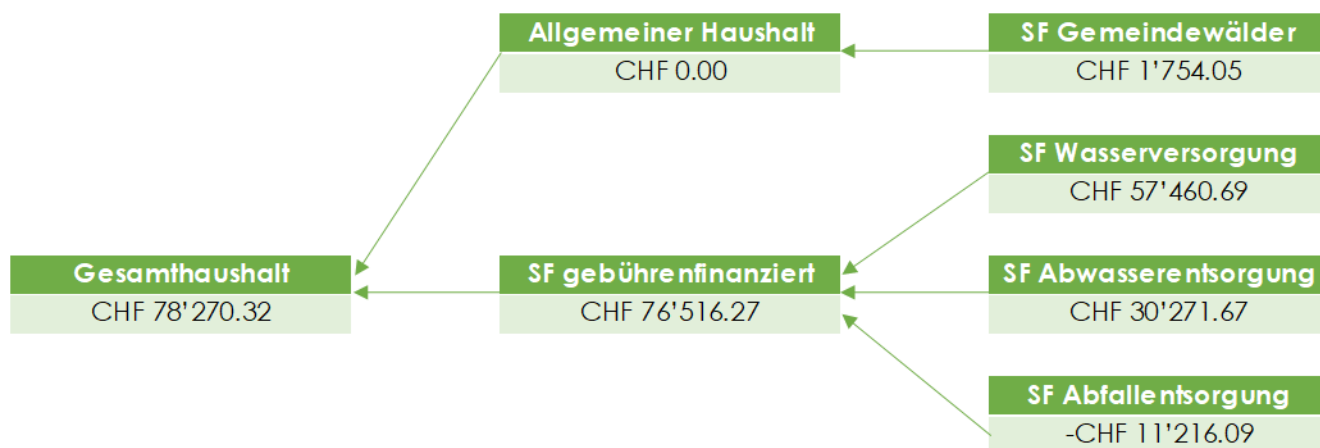 Allgemeiner Haushalt
CHF 0.00
SF Gemeindewälder
CHF 1’754.05
SF Wasserversorgung
CHF 57’460.69
Gesamthaushalt
CHF 78’270.32
SF gebührenfinanziert
CHF 76’516.27
SF Abwasserentsorgung
CHF 30’271.67
SF Abfallentsorgung
-CHF 11’216.09